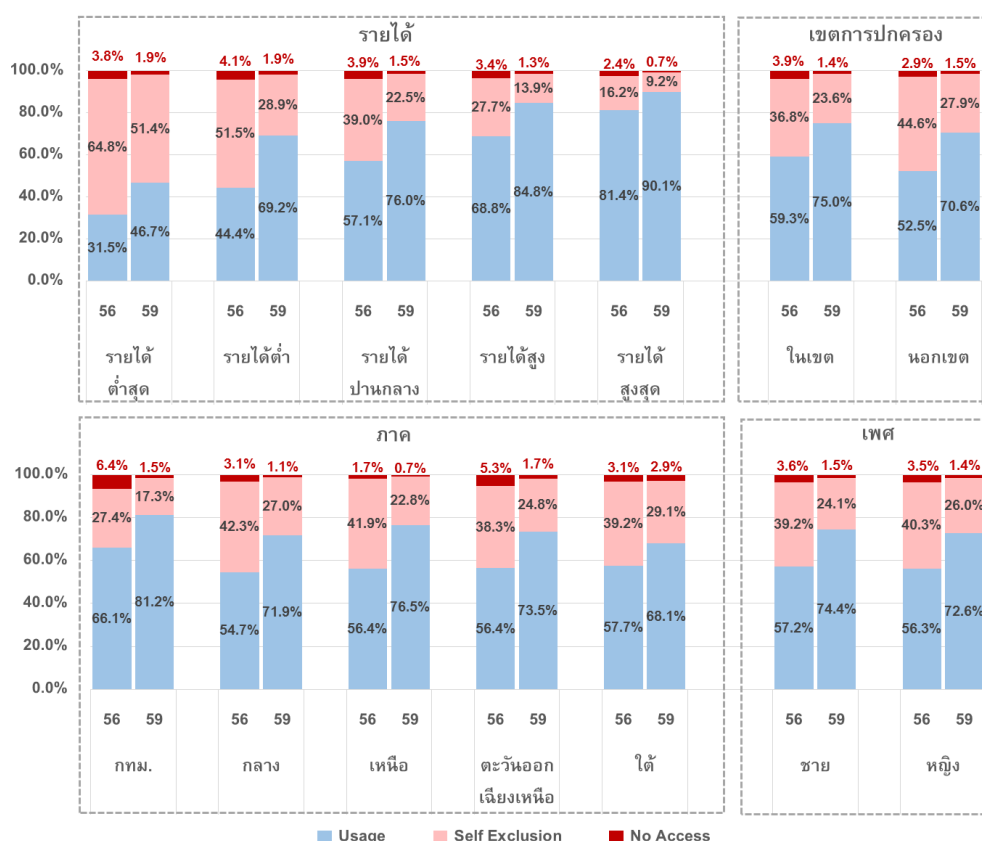 รายได้
3.8% 1.9% 4.1% 1.9% 3.9% 1.5% 3.4% 1.3% 2.4% 0.7%
100.0%
80.0%
60.0%
40.0%
20.0%
0.0%
64.8% 51.4% 51.5% 28.9% 39.0% 22.5% 27.7% 13.9% 16.2% 9.2%
31.5% 46.7% 44.4% 69.2% 57.1% 76.0% 68.8% 84.8% 81.4% 90.1%
56 59 56 59 56 59 56 59 56 59
รายได้ รายได้ต่ำ รายได้ รายได้สูง รายได้
ต่ำสุด ปานกลาง สูงสุด
เขตการปกครอง
3.9% 1.4% 2.9% 1.5%
36.8% 23.6% 44.6% 27.9%
59.3% 75.0% 52.5% 70.6%
56 59 56 59
ในเขต นอกเขต
ภาค
6.4% 1.5% 3.1% 1.1% 1.7% 0.7% 5.3% 1.7% 3.1% 2.9%
100.0%
80.0%
60.0%
40.0%
20.0%
0.0%
27.4% 17.3% 42.3% 27.0% 41.9% 22.8% 38.3% 24.8% 39.2% 29.1%
66.1% 81.2% 54.7% 71.9% 56.4% 76.5% 56.4% 73.5% 57.7% 68.1%
56 59 56 59 56 59 56 59 56 59
กทม. กลาง เหนือ ตะวันออก ใต้
เฉียงเหนือ
เพศ
3.6% 1.5% 3.5% 1.4%
39.2% 24.1% 40.3% 26.0%
57.2% 74.4% 56.3% 72.6%
56 59 56 59
ชาย หญิง
Usage Self Exclusion No Access